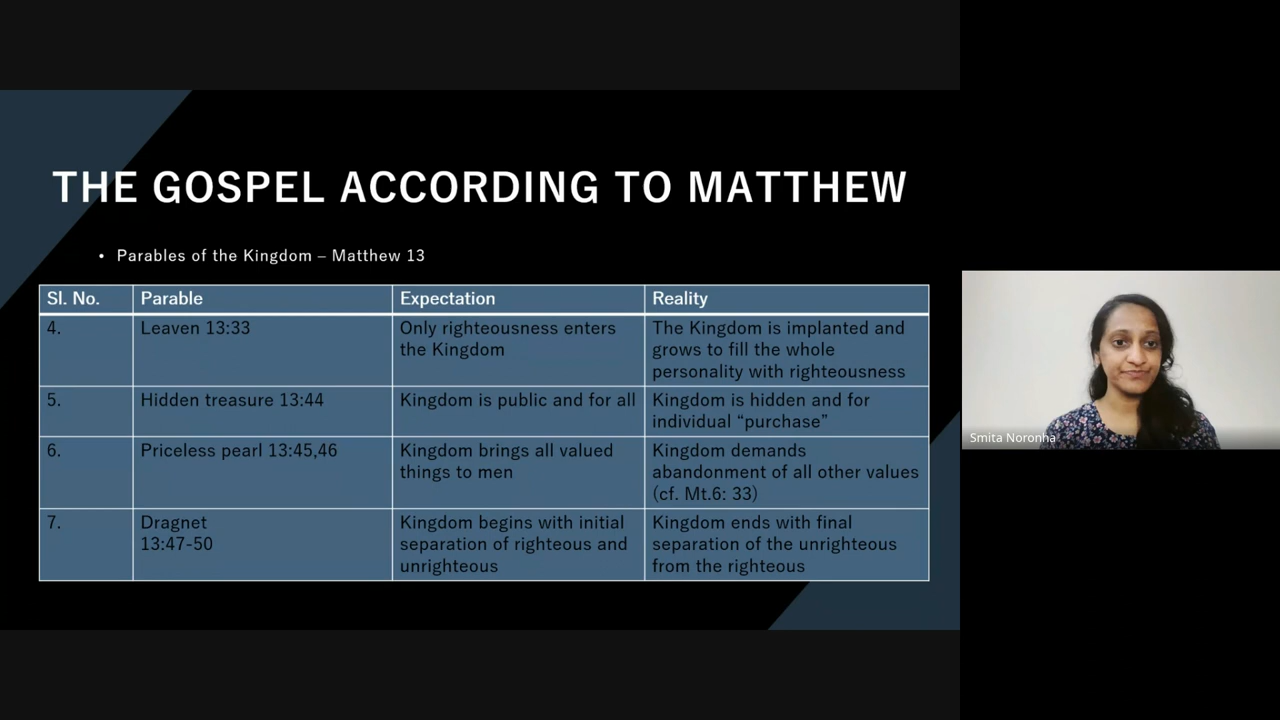 THE GOSPEL ACCORDING TO MATTHEW
• Parables of the Kingdom – Matthew 13
Sl. No. Parable Expectation Reality
4. Leaven 13:33 Only righteousness enters the Kingdom The Kingdom is implanted and grows to fill the whole personality with righteousness
5. Hidden treasure 13:44 Kingdom is public and for all Kingdom is hidden and for individual “purchase”
6. Priceless pearl 13:45,46 Kingdom brings all valued things to men Kingdom demands abandonment of all other values (cf. Mt.6: 33)
7. Dragnet 13:47-50 Kingdom begins with initial separation of righteous and unrighteous Kingdom ends with final separation of the unrighteous from the righteous
Smita Noronha